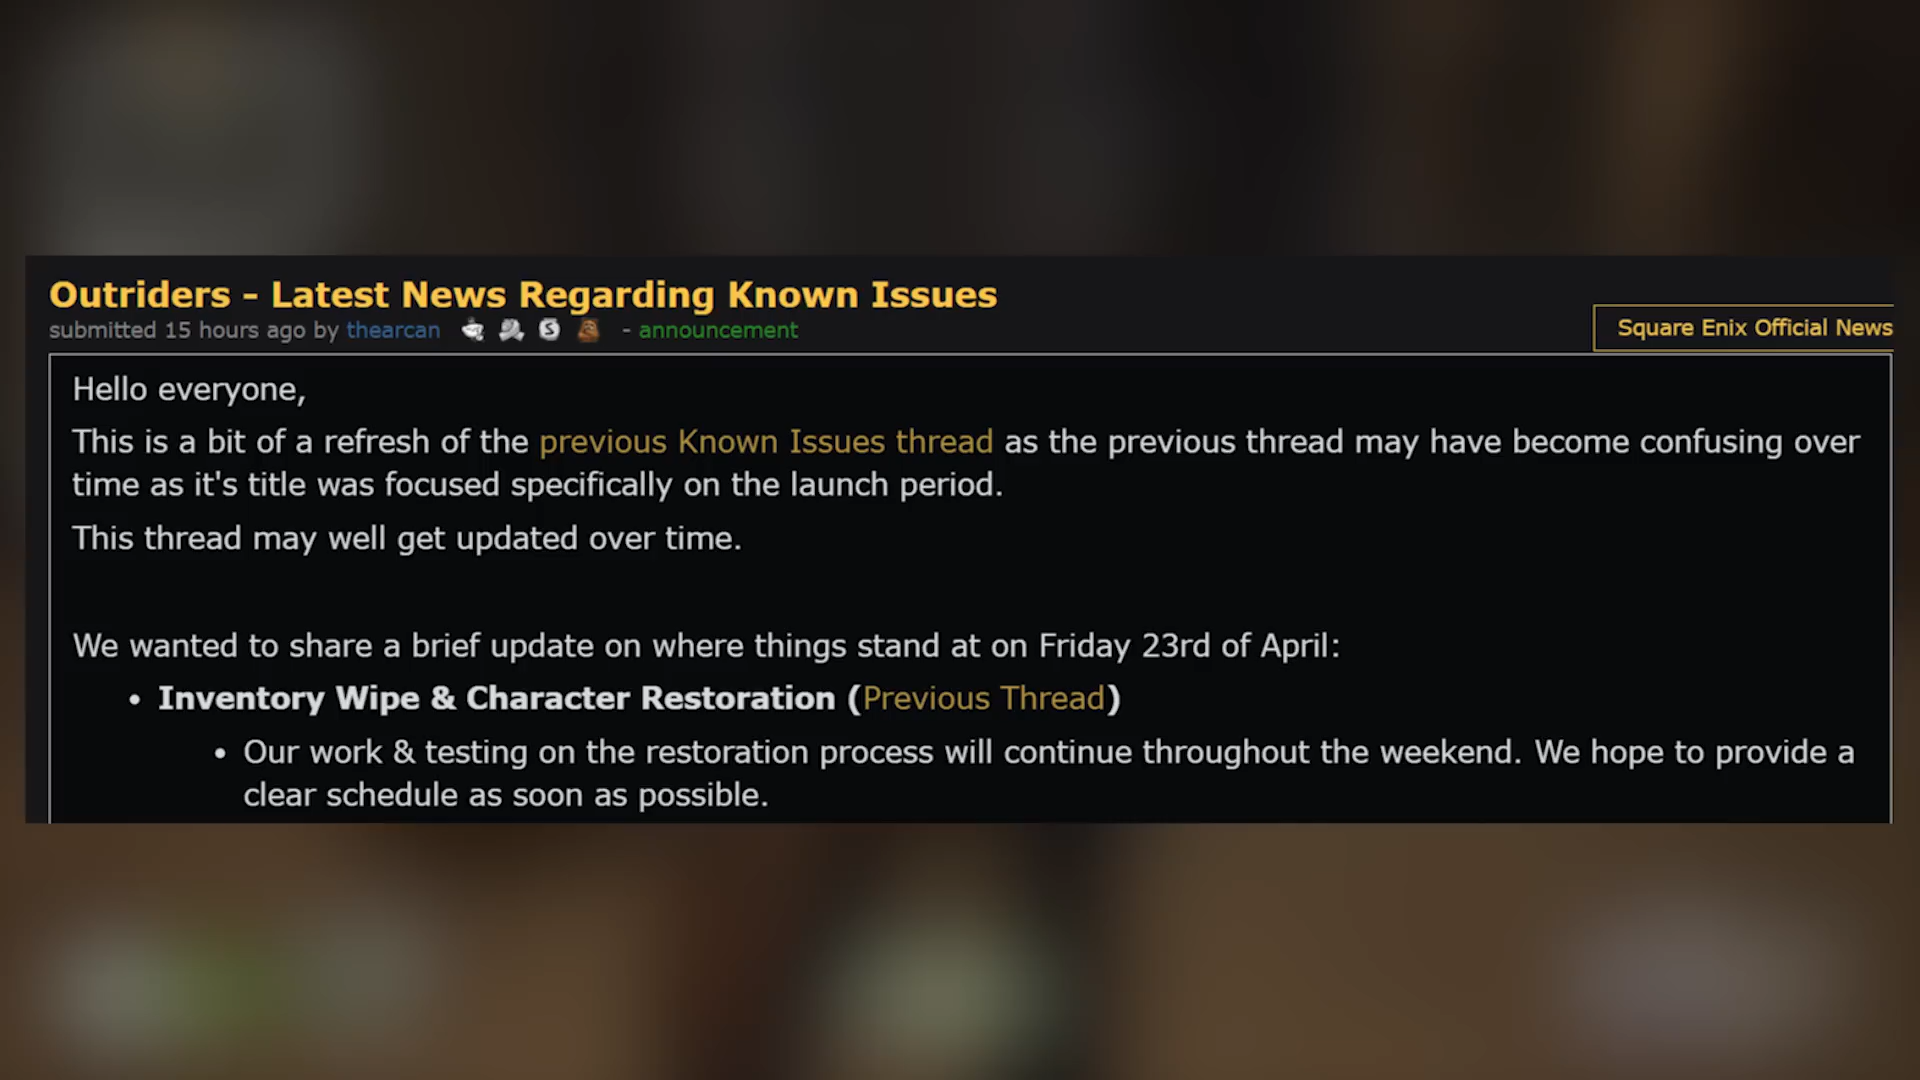 Outriders - Latest News Regarding Known Issues
submitted 15 hours ago by thearcan - announcement
Square Enix Official News
Hello everyone,
This is a bit of a refresh of the previous Known Issues thread as the previous thread may have become confusing over
time as it's title was focused specifically on the launch period.
This thread may well get updated over time.
We wanted to share a brief update on where things stand at on Friday 23rd of April:
• Inventory Wipe & Character Restoration (Previous Thread)
• Our work & testing on the restoration process will continue throughout the weekend. We hope to provide a
clear schedule as soon as possible.